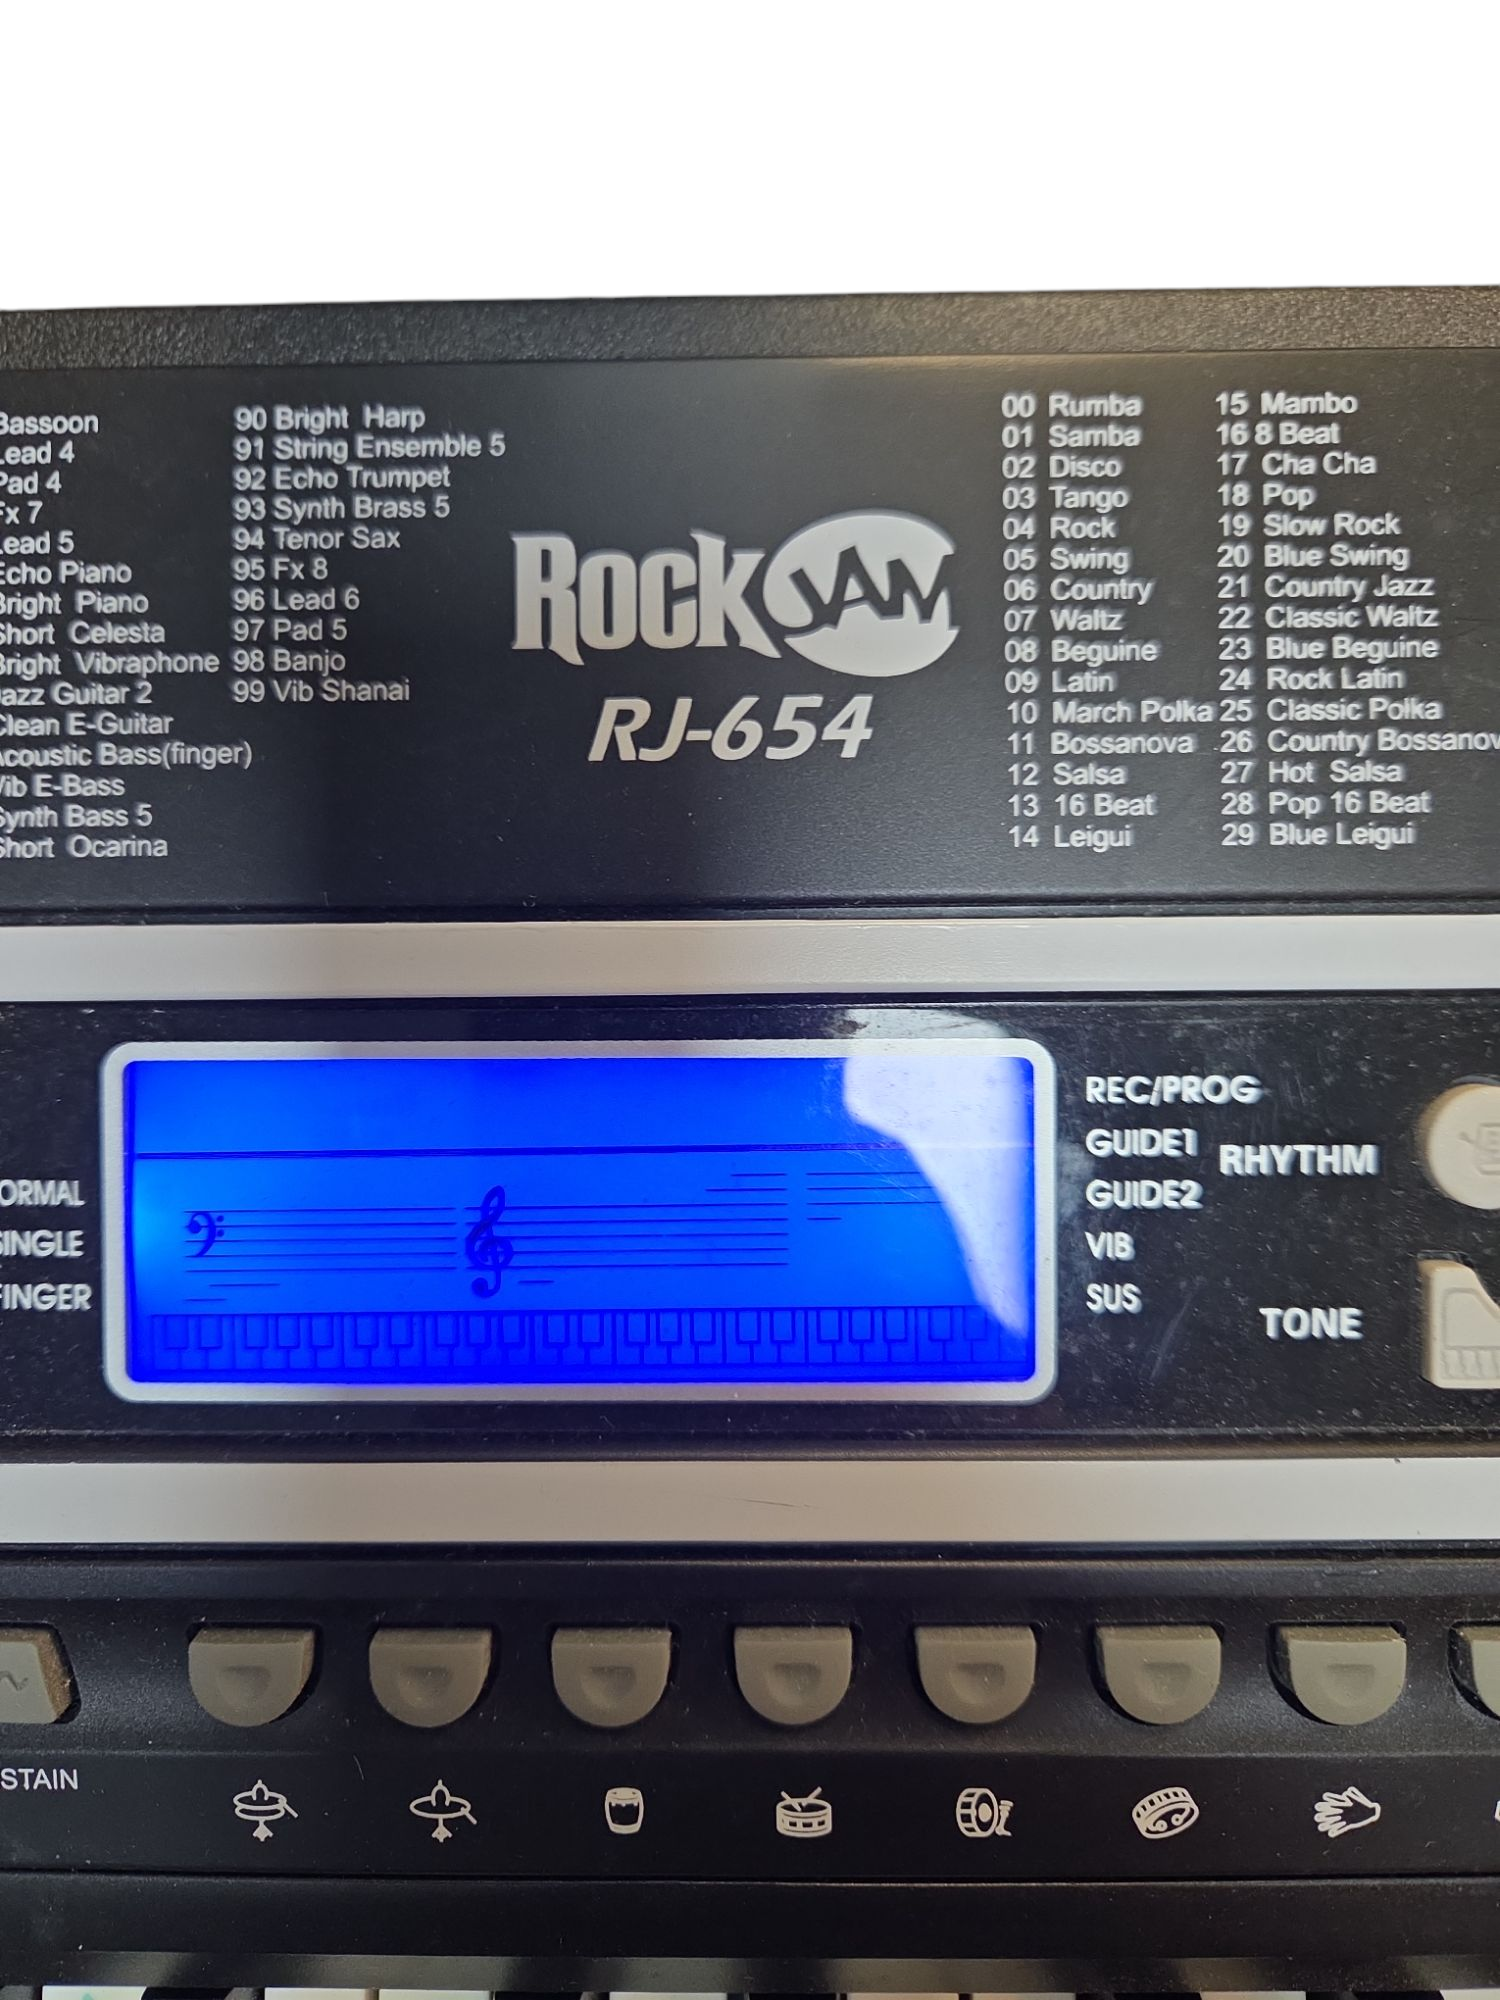 Bassoon
Lead 4
Pad 4
Fx 7
Lead 5
Echo Piano
Bright Piano
Short Celesta
Bright Vibraphone
Jazz Guitar 2
Clean E-Guitar
Acoustic Bass(finger)
Vib E-Bass
Synth Bass 5
Short Ocarina
90 Bright Harp
91 String Ensemble 5
92 Echo Trumpet
93 Synth Brass 5
94 Tenor Sax
95 Fx 8
96 Lead 6
97 Pad 5
98 Banjo
99 Vib Shanai
ROCK JAM
RJ-654
00 Rumba
01 Samba
02 Disco
03 Tango
04 Rock
05 Swing
06 Country
07 Waltz
08 Beguine
09 Latin
10 March Polka
11 Bossanova
12 Salsa
13 16 Beat
14 Leigui
15 Mambo
16 8 Beat
17 Cha Cha
18 Pop
19 Slow Rock
20 Blue Swing
21 Country Jazz
22 Classic Waltz
23 Blue Beguine
24 Rock Latin
25 Classic Polka
26 Country Bossanov
27 Hot Salsa
28 Pop 16 Beat
29 Blue Leigui
ORMAL
SINGLE
FINGER
REC/PROG
GUIDE1
GUIDE2
VIB
SUS
RHYTHM
TONE
STAIN